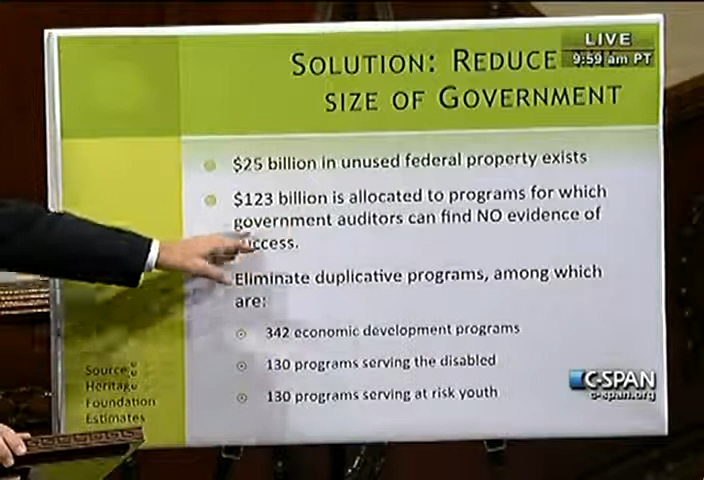 SOLUTION: REDUCE
SIZE OF GOVERNMENT
LIVE
9:59 am PT
$25 billion in unused federal property exists
$123 billion is allocated to programs for which
government auditors can find NO evidence of
success.
Eliminate duplicative programs, among which
are:
342 economic development programs
130 programs serving the disabled
130 programs serving at risk youth
Source:
Heritage
Foundation
Estimates
C-SPAN
c-span.org